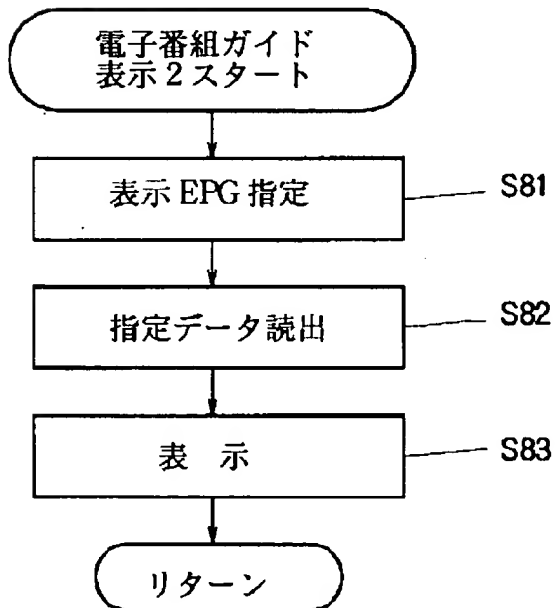 電子番組ガイド
表示2スタート
表示 EPG 指定
S81
指定データ読出
S82
表 示
S83
リターン